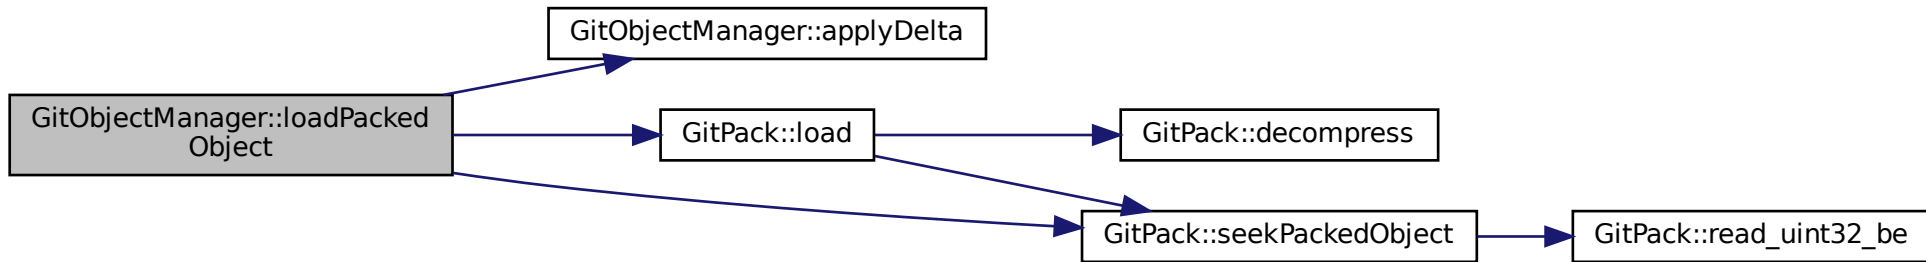 GitObjectManager::applyDelta
GitObjectManager::loadPacked
Object
GitPack::load
GitPack::decompress
GitPack::seekPackedObject
GitPack::read_uint32_be